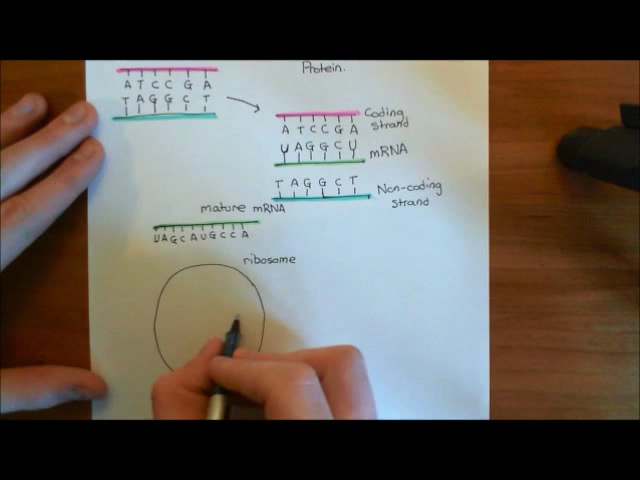 Protein.
A T C C G A
T A G G C T
Coding
strand
A T C C G A
U A G G C U
mRNA
T A G G C T
Non-coding
strand
mature mRNA
U A G C A U G C C A
ribosome